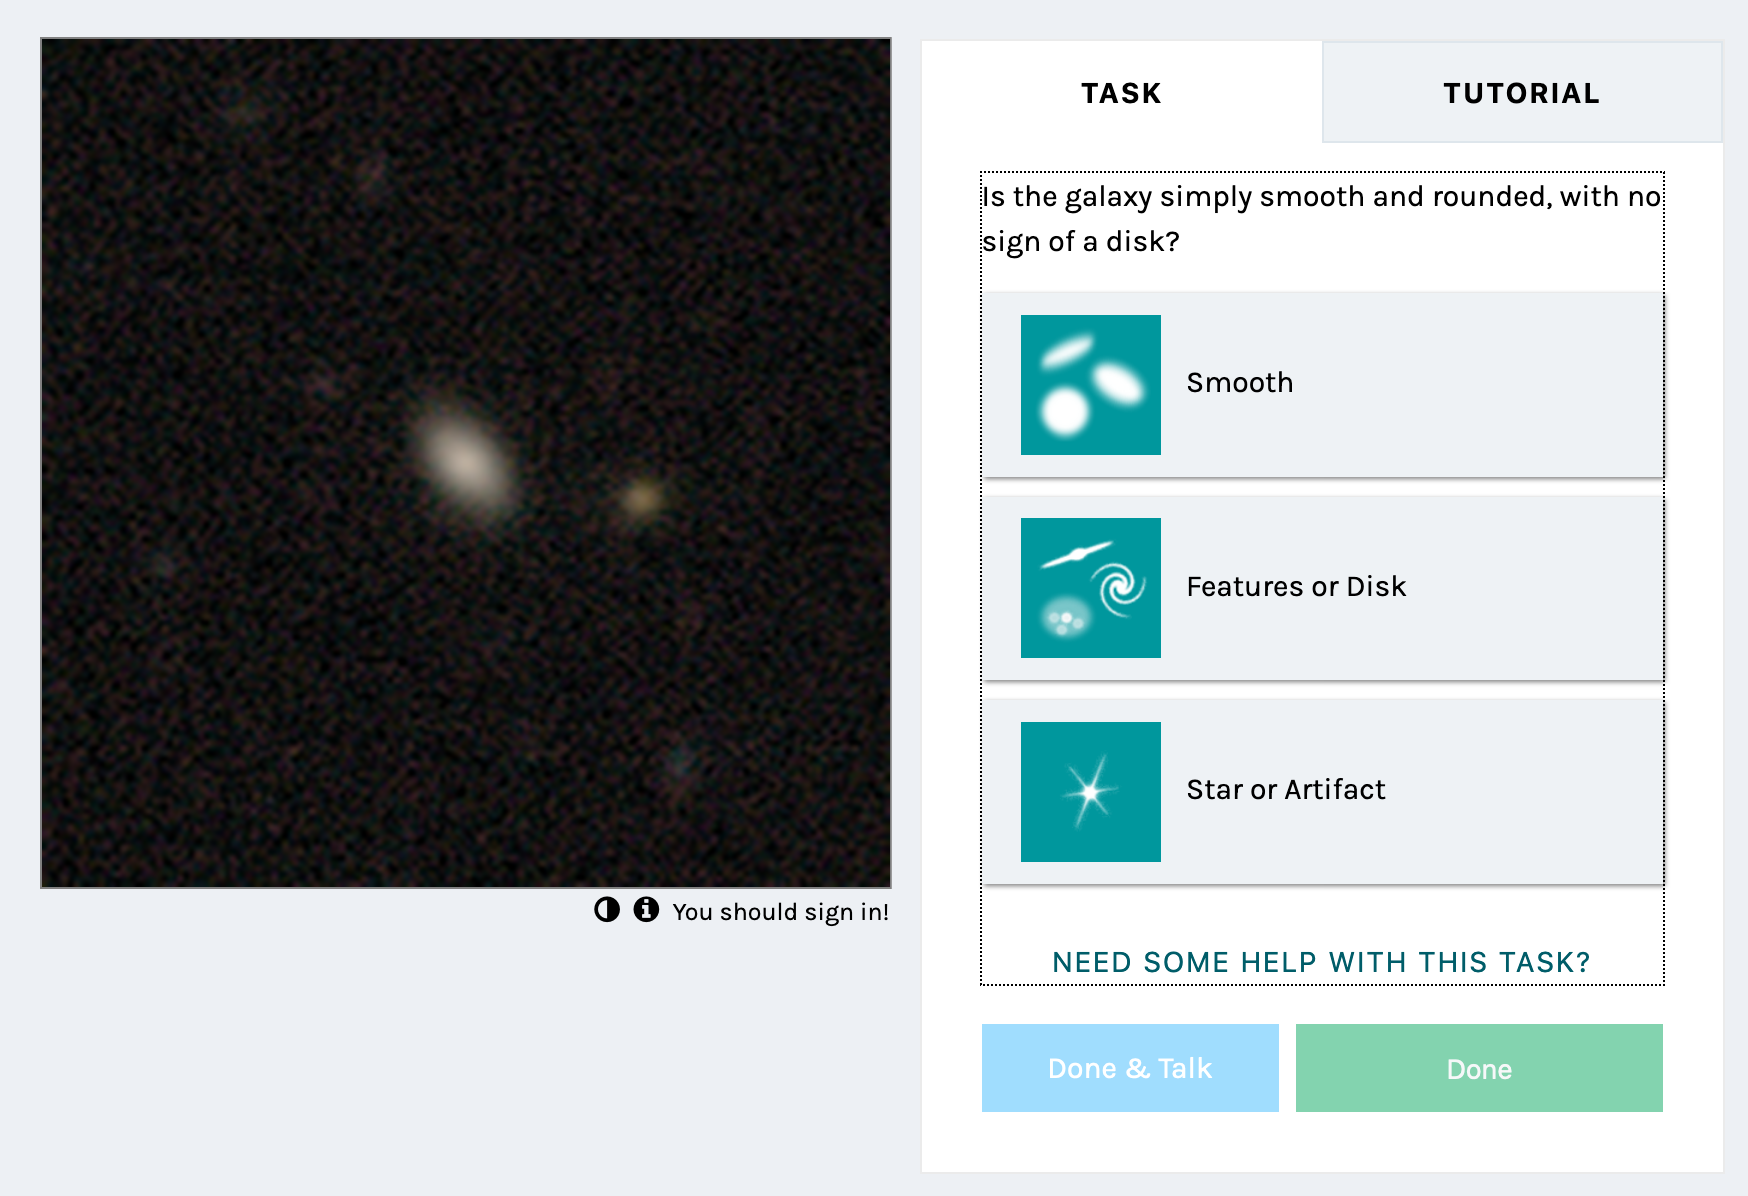 TASK
TUTORIAL
Is the galaxy simply smooth and rounded, with no
sign of a disk?
Smooth
Features or Disk
Star or Artifact
You should sign in!
NEED SOME HELP WITH THIS TASK?
Done & Talk
Done